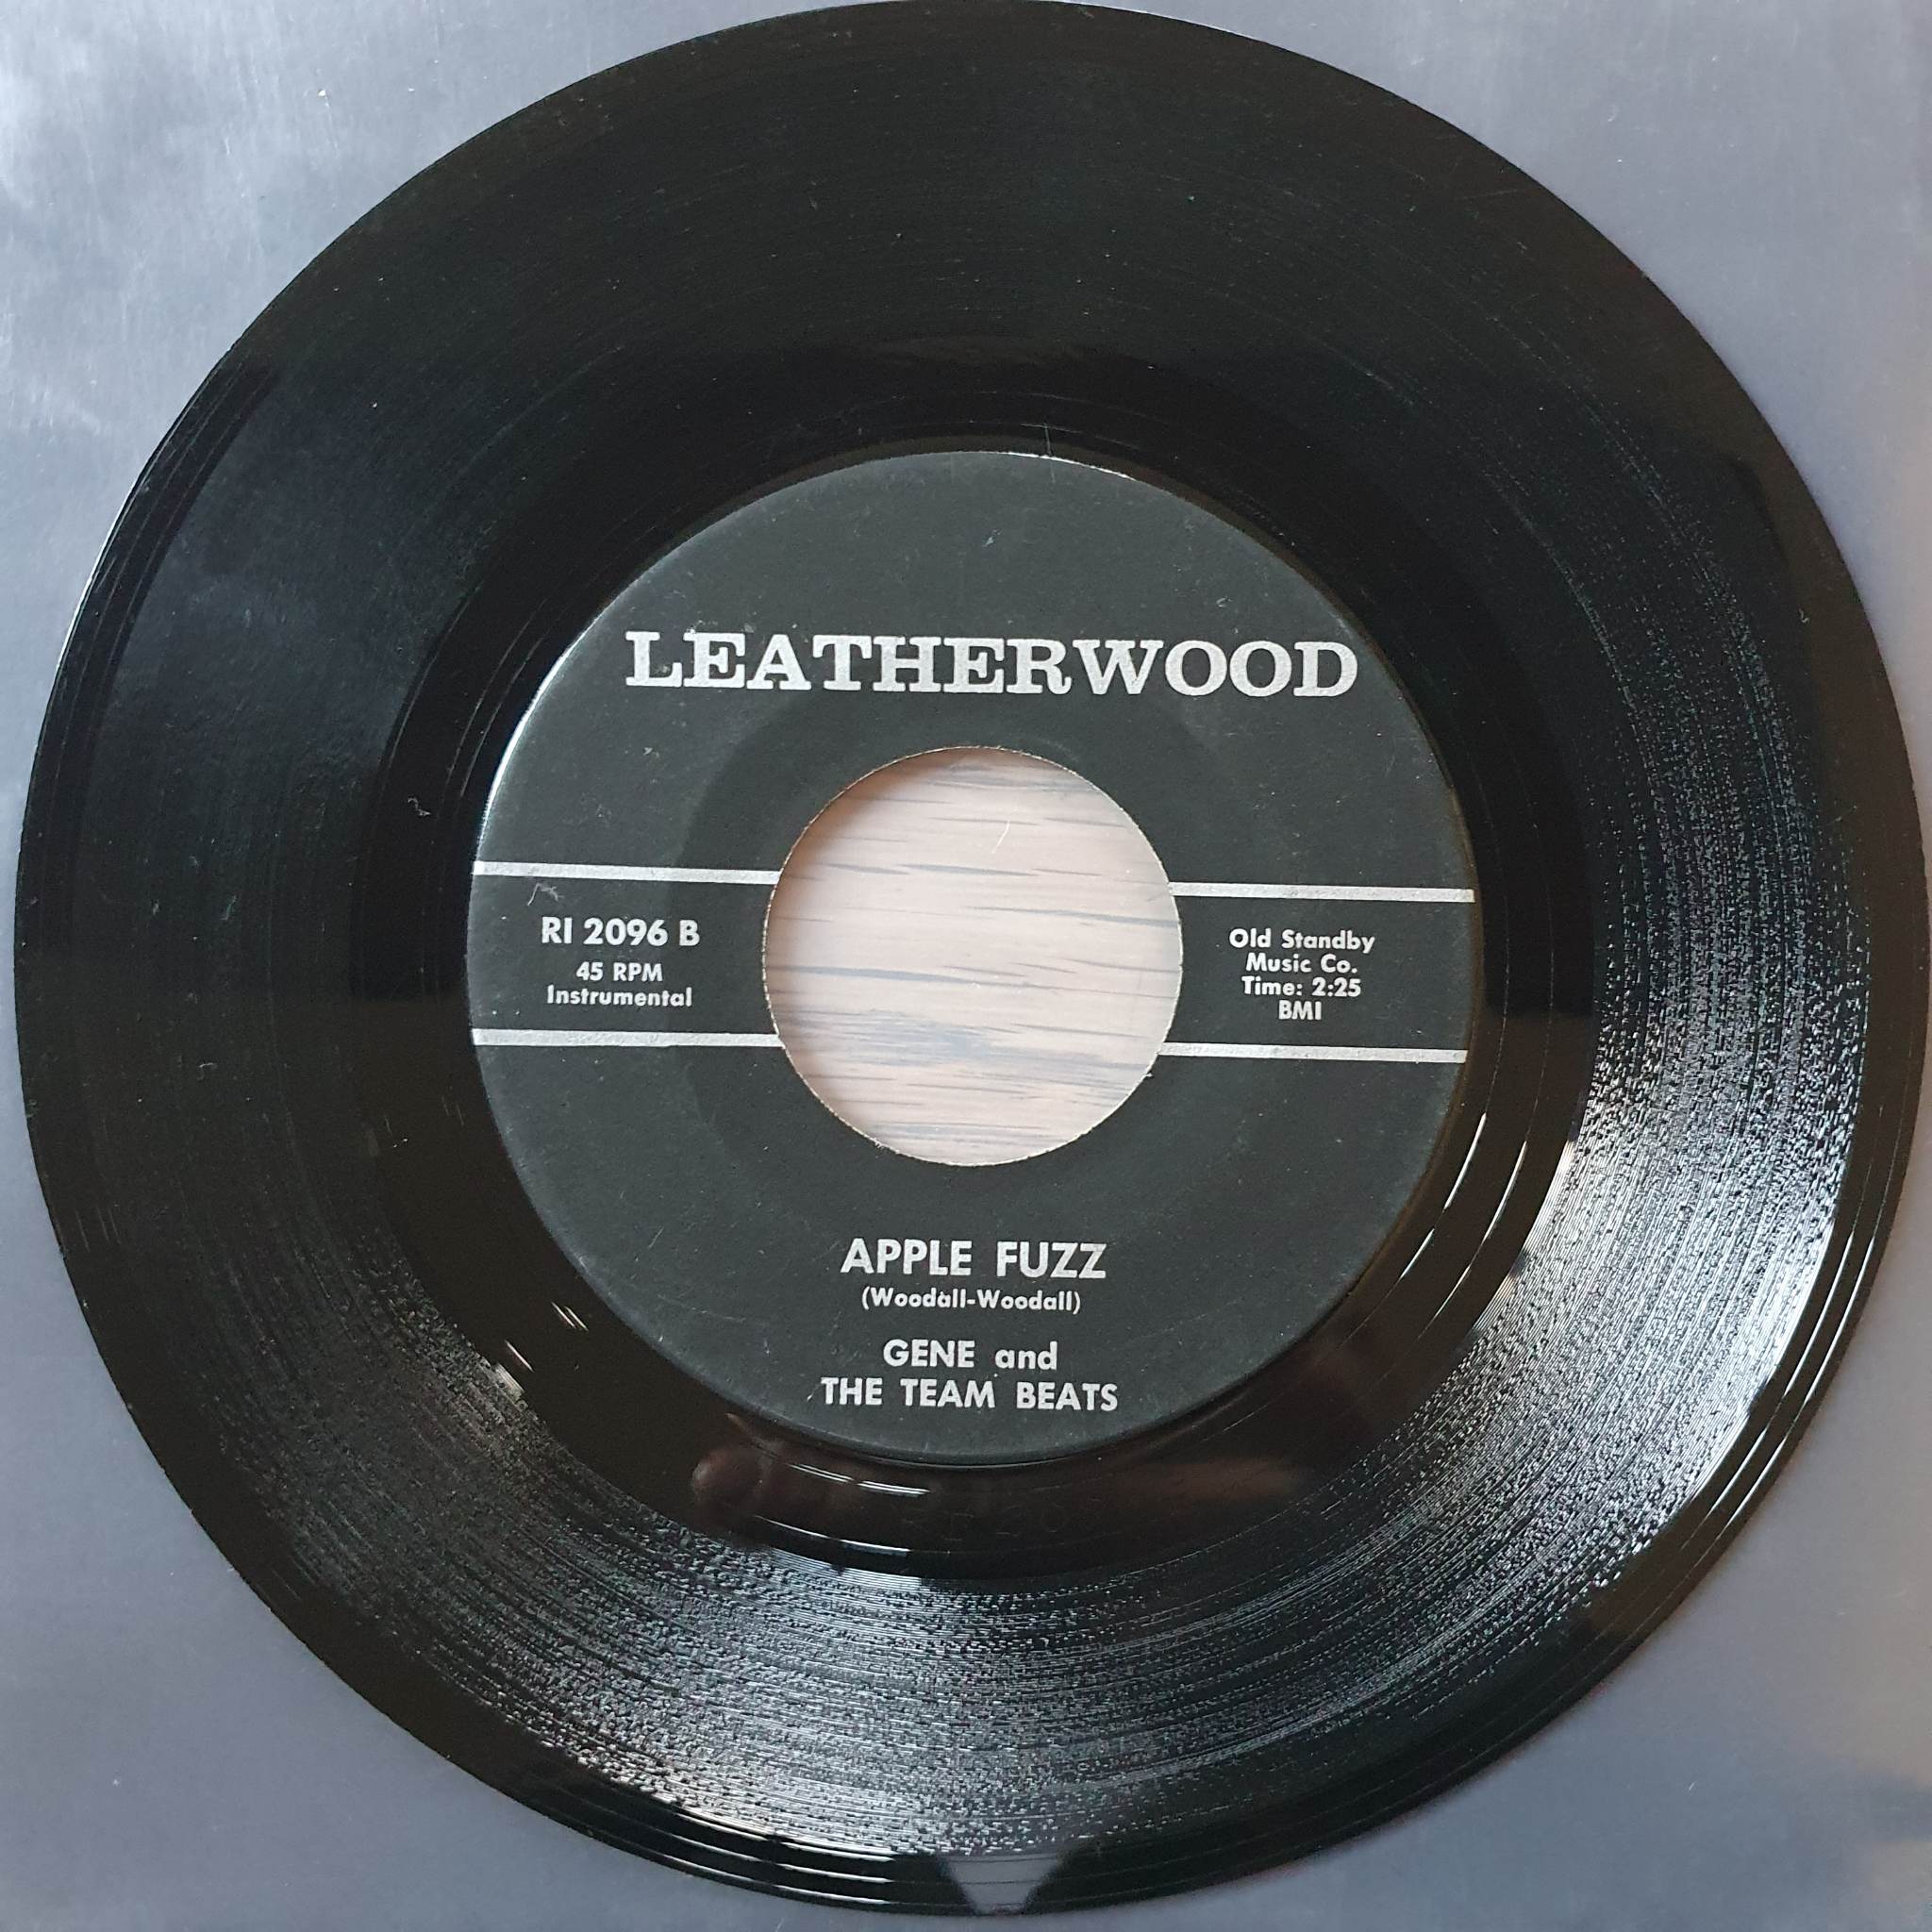 LEATHERWOOD
RI 2096 B
45 RPM
Instrumental
Old Standby
Music Co.
Time: 2:25
BMI
APPLE FUZZ
(Woodall-Woodall)
GENE and
THE TEAM BEATS